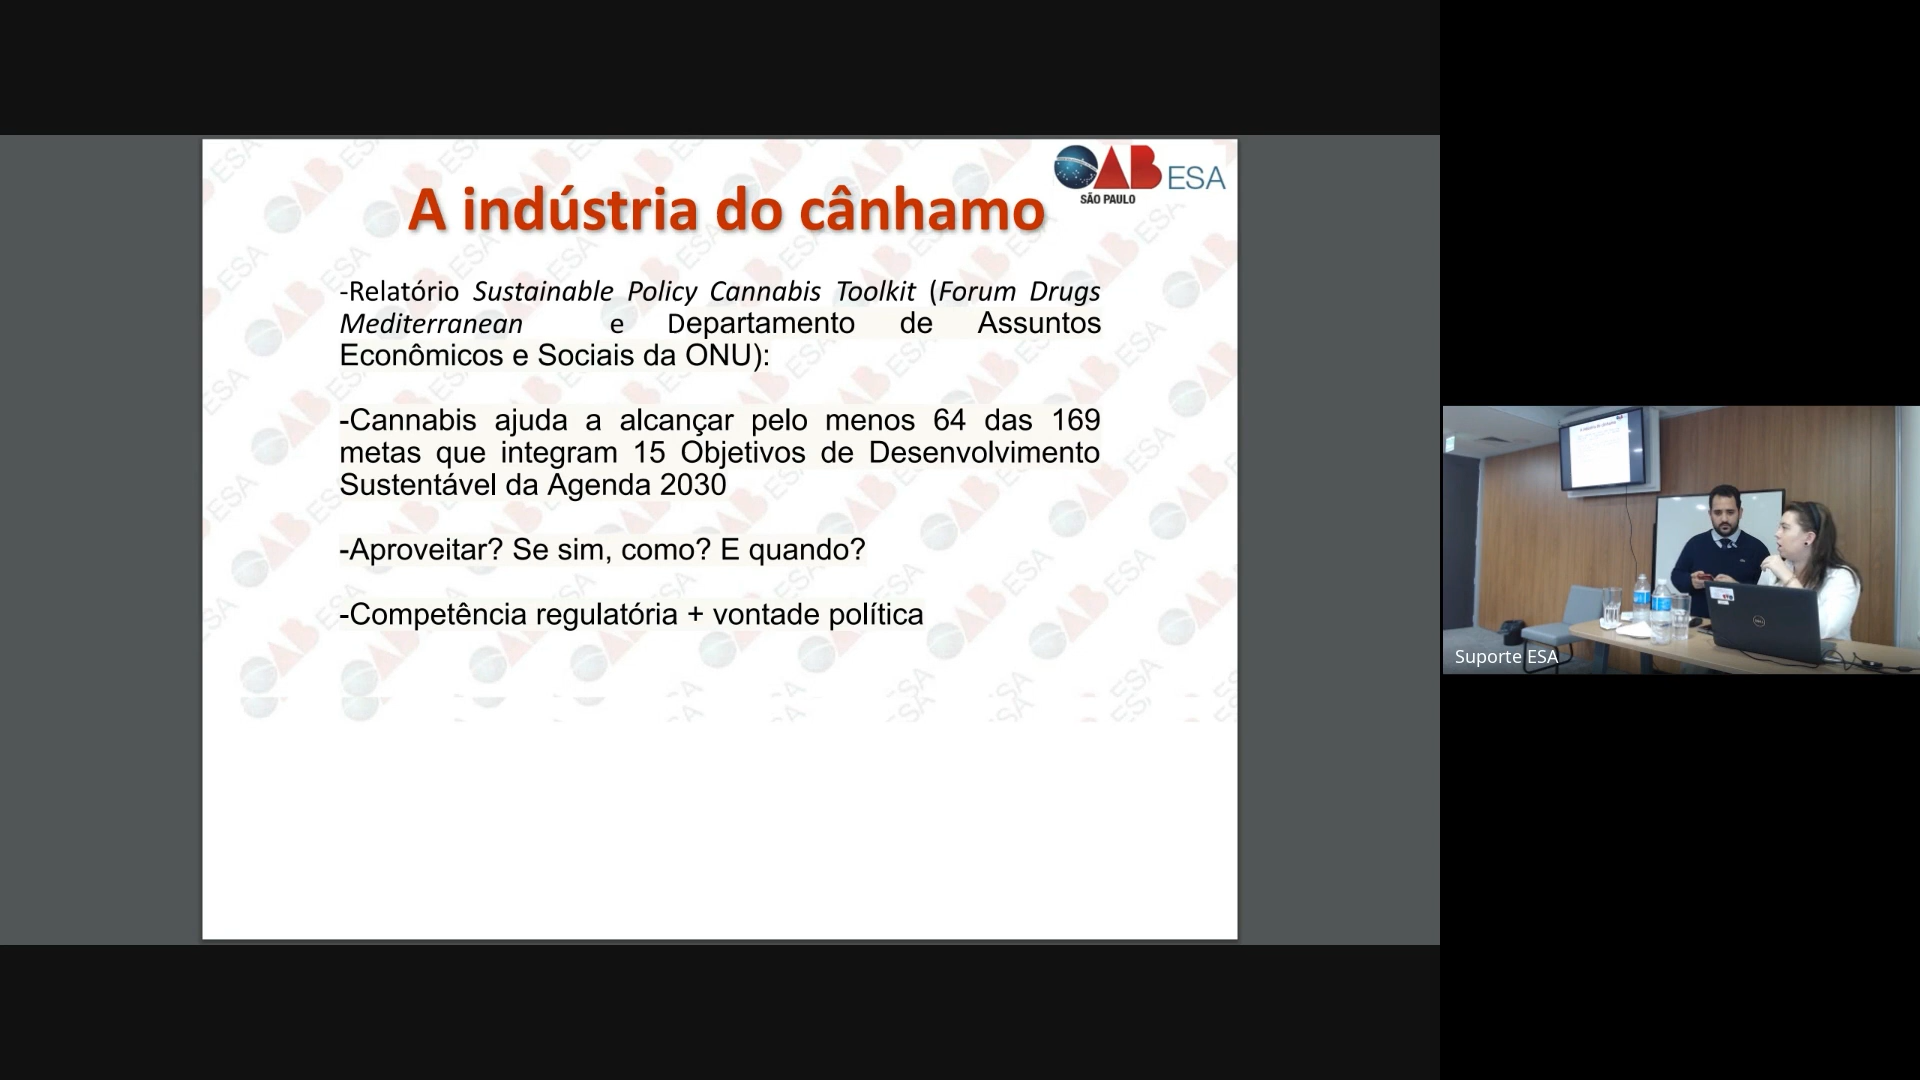 OAB ESA
SÃO PAULO
A indústria do cânhamo
-Relatório Sustainable Policy Cannabis Toolkit (Forum Drugs
Mediterranean e Departamento de Assuntos
Econômicos e Sociais da ONU):
-Cannabis ajuda a alcançar pelo menos 64 das 169
metas que integram 15 Objetivos de Desenvolvimento
Sustentável da Agenda 2030
-Aproveitar? Se sim, como? E quando?
-Competência regulatória + vontade política
Suporte ESA